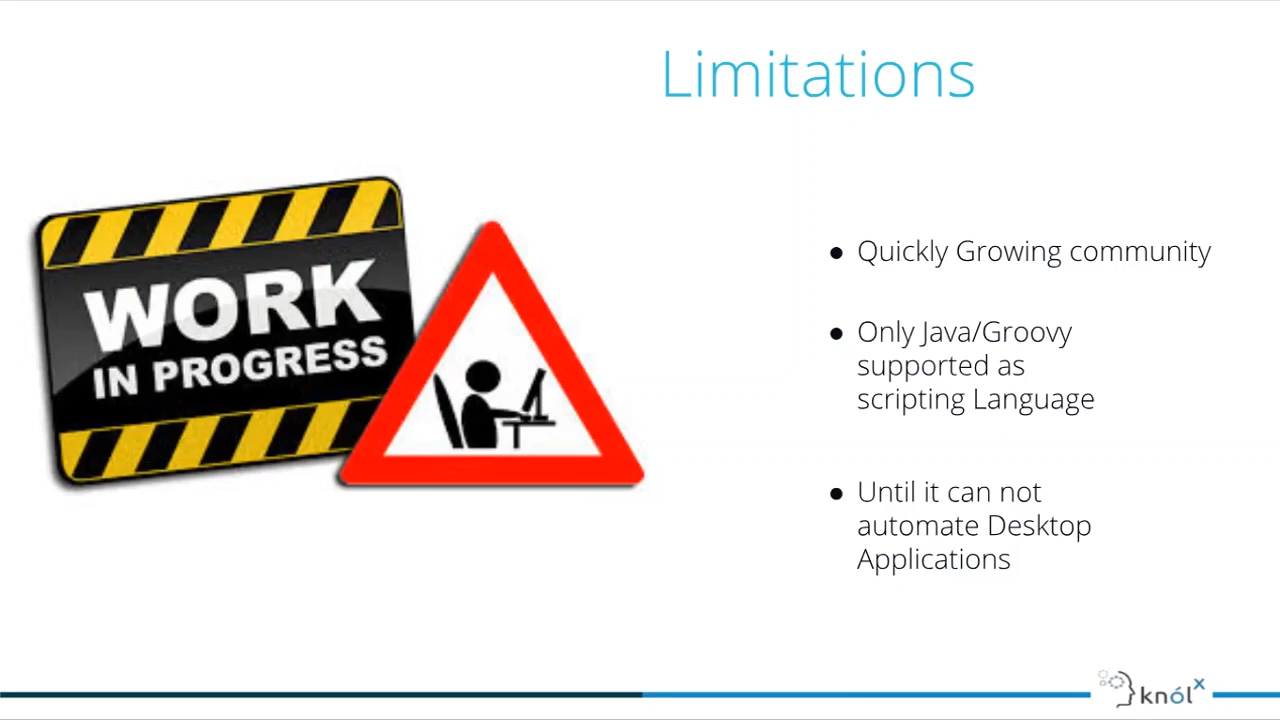 Limitations
WORK
IN PROGRESS
● Quickly Growing community
● Only Java/Groovy
supported as
scripting Language
● Until it can not
automate Desktop
Applications
knólx